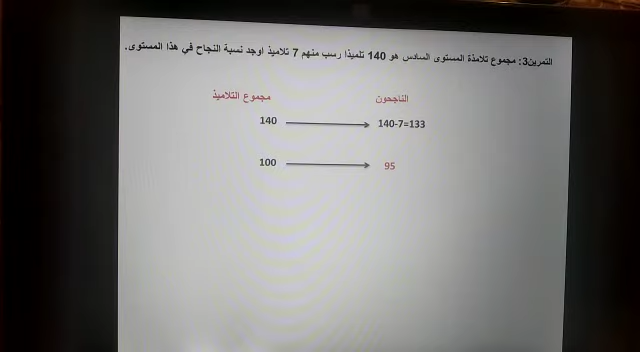 التمرين3: مجموع تلامذة المستوى السادس هو 140 تلميذا رسب منهم 7 تلاميذ اوجد نسبة النجاح في هذا المستوى.
الناجحون مجموع التلاميذ
140 140-7=133
100 95